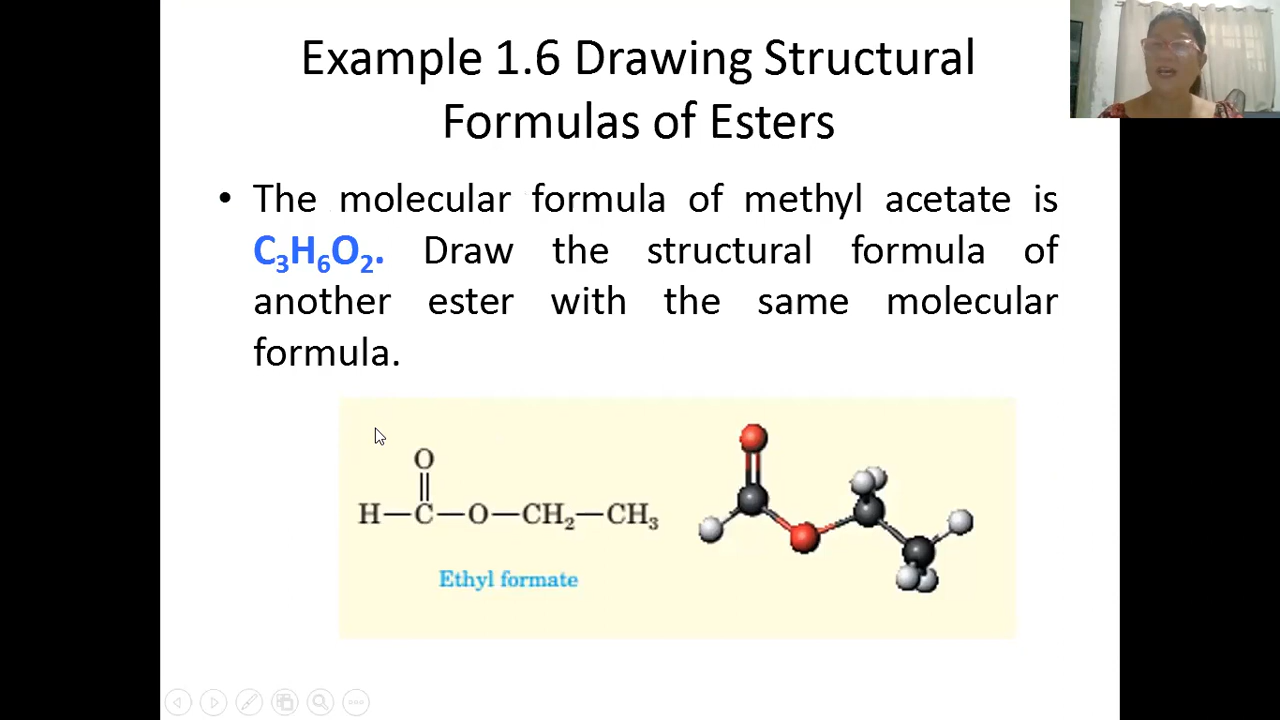 Example 1.6 Drawing Structural
Formulas of Esters
• The molecular formula of methyl acetate is
C₃H₆O₂. Draw the structural formula of
another ester with the same molecular
formula.
O
H—C—O—CH₂—CH₃
Ethyl formate